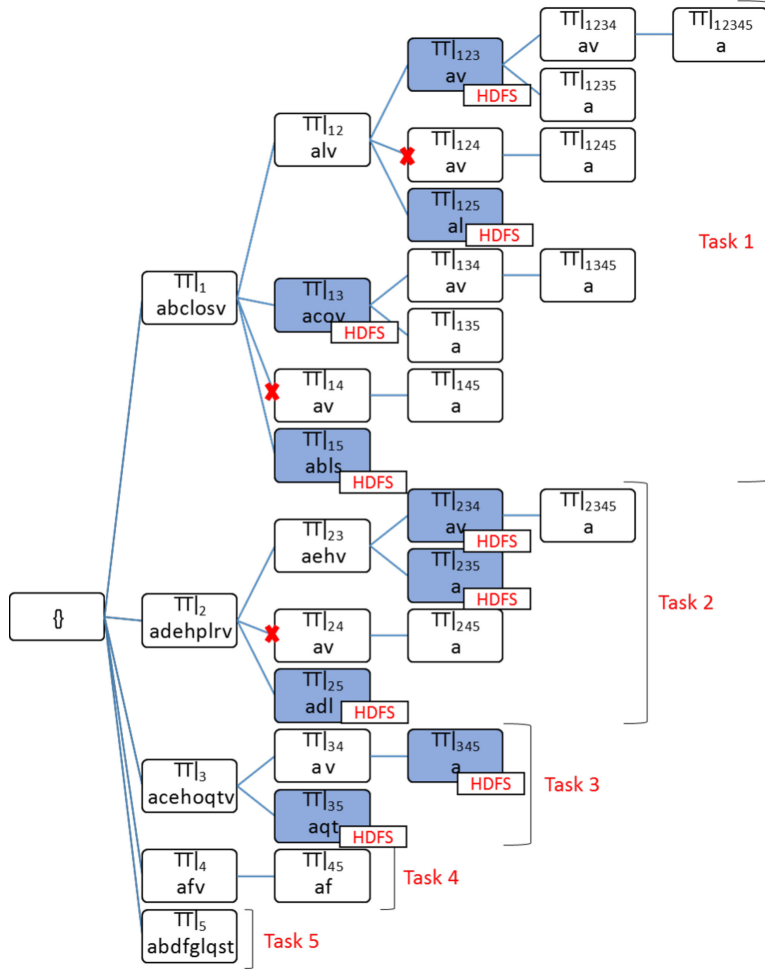 TT|1234
av
TT|12345
a
TT|123
av
HDFS
TT|1235
a
TT|12
alv
TT|124
av
TT|1245
a
TT|125
al
HDFS
Task 1
TT|1
abclosv
TT|13
acov
HDFS
TT|134
av
TT|1345
a
TT|135
a
TT|14
av
TT|145
a
TT|15
abls
HDFS
TT|23
aehv
TT|234
av
HDFS
TT|2345
a
TT|235
a
HDFS
Task 2
{}
TT|2
adehplrv
TT|24
av
TT|245
a
TT|25
adl
HDFS
TT|3
acehoqtv
TT|34
av
TT|345
a
HDFS
Task 3
TT|35
aqt
HDFS
TT|4
afv
TT|45
af
Task 4
TT|5
abdfglqst
Task 5